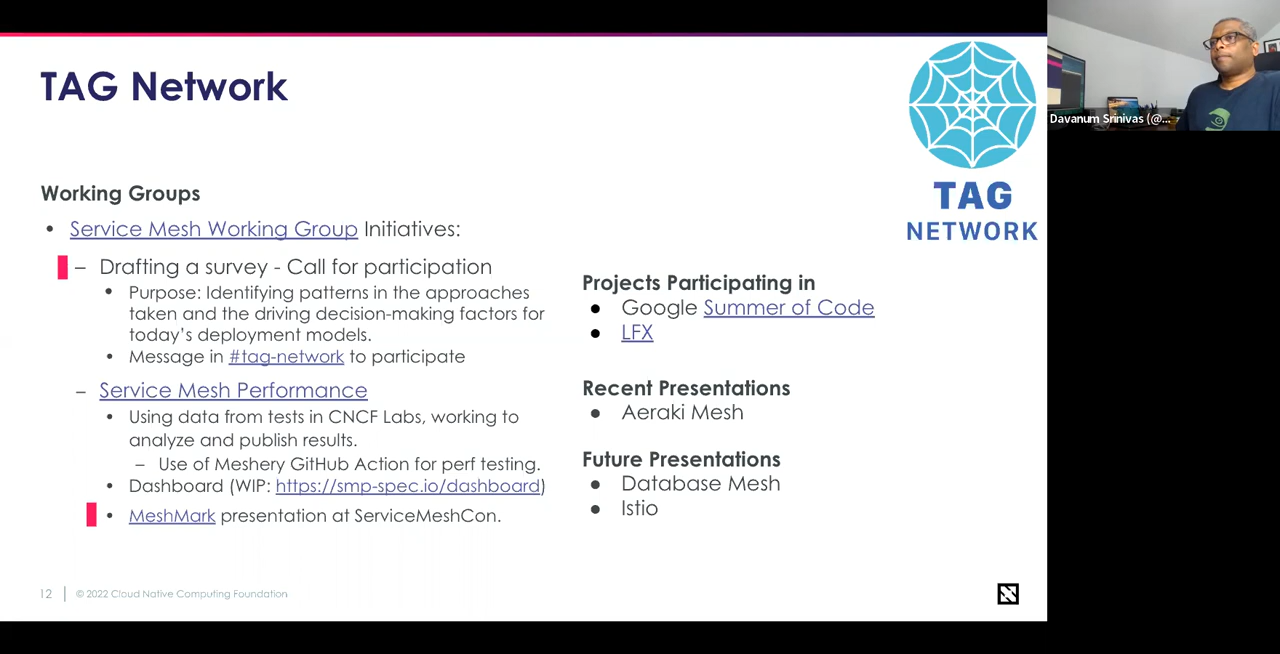 TAG Network
TAG
NETWORK
Davanum Srinivas (@...
Working Groups
• Service Mesh Working Group Initiatives:
– Drafting a survey - Call for participation
• Purpose: Identifying patterns in the approaches
taken and the driving decision-making factors for
today's deployment models.
• Message in #tag-network to participate
– Service Mesh Performance
• Using data from tests in CNCF Labs, working to
analyze and publish results.
– Use of Meshery GitHub Action for perf testing.
• Dashboard (WIP: https://smp-spec.io/dashboard)
• MeshMark presentation at ServiceMeshCon.
Projects Participating in
● Google Summer of Code
● LFX
Recent Presentations
● Aeraki Mesh
Future Presentations
● Database Mesh
● Istio
12 | © 2022 Cloud Native Computing Foundation